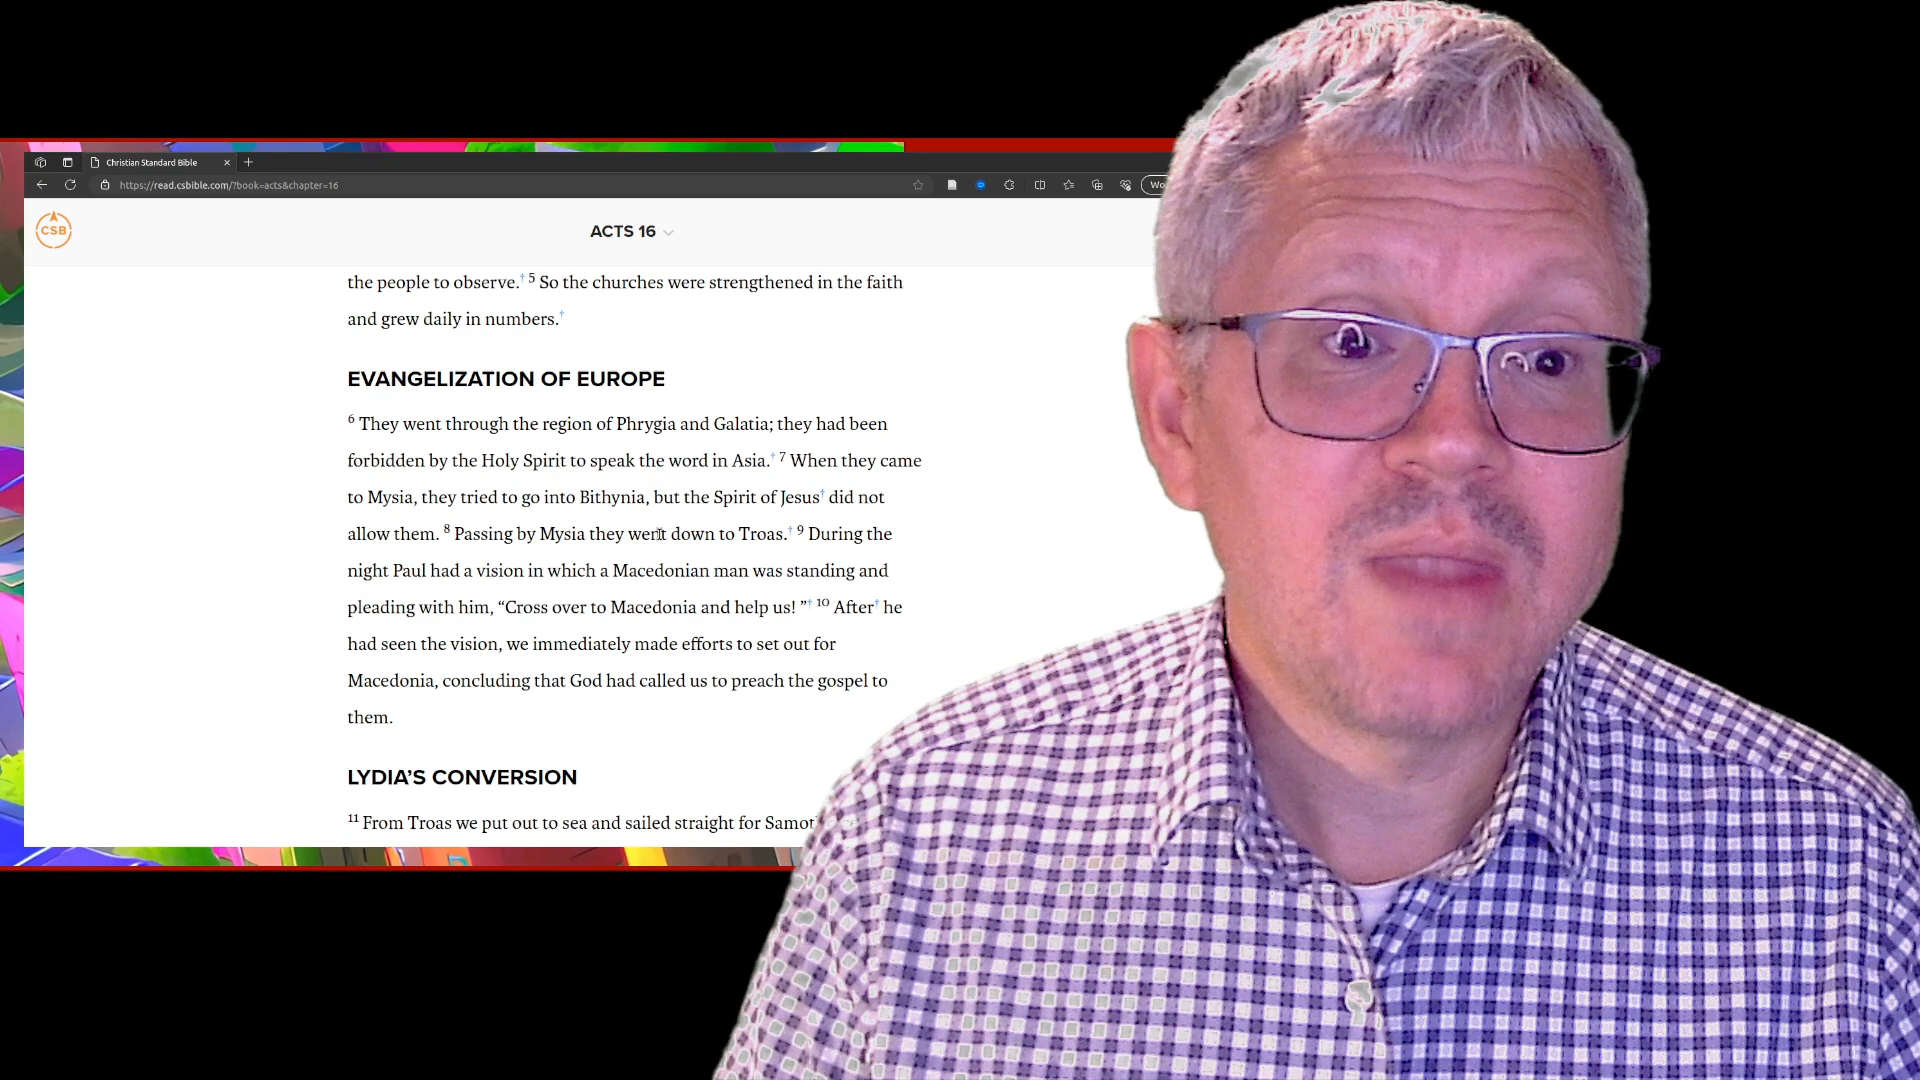 Christian Standard Bible
https://read.csbible.com/?book=acts&chapter=16
Wo
CSB
ACTS 16
the people to observe.† 5 So the churches were strengthened in the faith
and grew daily in numbers.†
EVANGELIZATION OF EUROPE
6 They went through the region of Phrygia and Galatia; they had been
forbidden by the Holy Spirit to speak the word in Asia.† 7 When they came
to Mysia, they tried to go into Bithynia, but the Spirit of Jesus† did not
allow them. 8 Passing by Mysia they went down to Troas.† 9 During the
night Paul had a vision in which a Macedonian man was standing and
pleading with him, “Cross over to Macedonia and help us! ”† 10 After† he
had seen the vision, we immediately made efforts to set out for
Macedonia, concluding that God had called us to preach the gospel to
them.
LYDIA’S CONVERSION
11 From Troas we put out to sea and sailed straight for